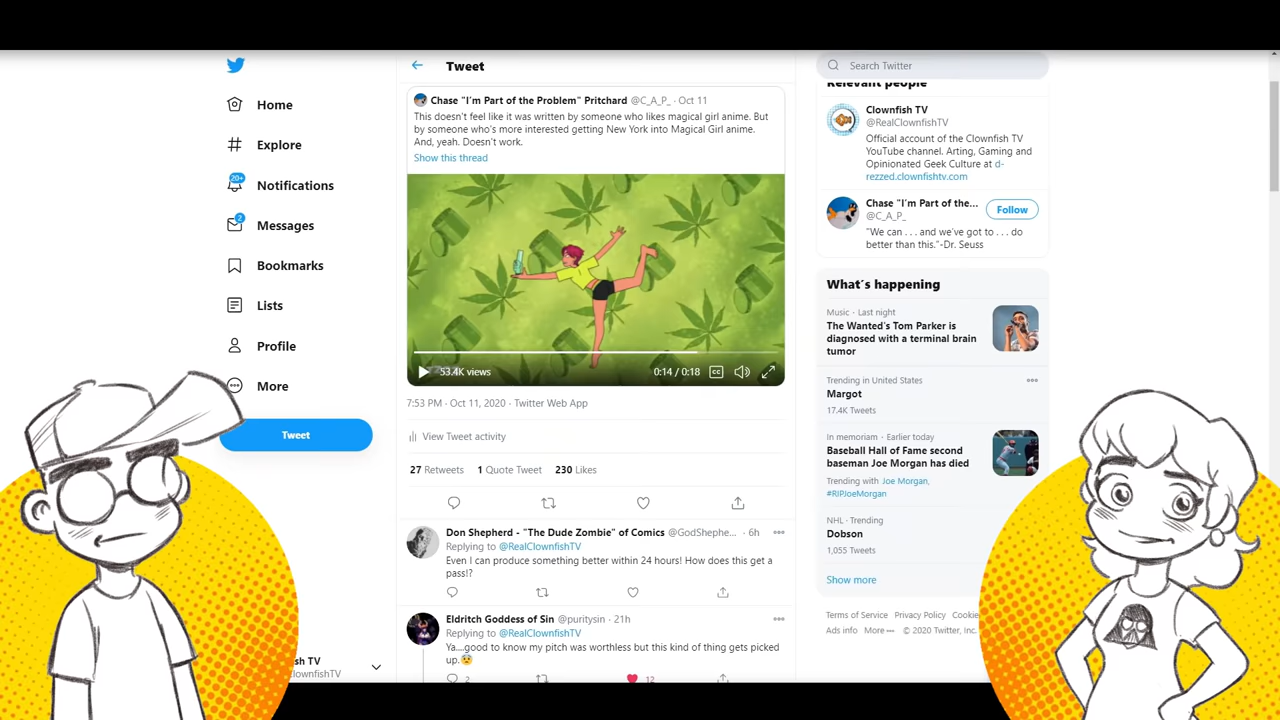 Home
Explore
20+
Notifications
2
Messages
Bookmarks
Lists
Profile
More
Tweet
sh TV
lownfishTV
Tweet
Chase "I'm Part of the Problem" Pritchard @C_A_P_ · Oct 11
This doesn't feel like it was written by someone who likes magical girl anime. But
by someone who's more interested getting New York into Magical Girl anime.
And, yeah. Doesn't work.
Show this thread
53.4K views
0:14 / 0:18
CC
7:53 PM · Oct 11, 2020 · Twitter Web App
View Tweet activity
27 Retweets 1 Quote Tweet 230 Likes
Don Shepherd - "The Dude Zombie" of Comics @GodShephe... · 6h
Replying to @RealClownfishTV
Even I can produce something better within 24 hours! How does this get a
pass!?
Eldritch Goddess of Sin @puritysin · 21h
Replying to @RealClownfishTV
Ya....good to know my pitch was worthless but this kind of thing gets picked
up.😰
2
12
Search Twitter
Relevant people
Clownfish TV
@RealClownfishTV
Official account of the Clownfish TV
YouTube channel. Arting, Gaming and
Opinionated Geek Culture at d-
rezzed.clownfishtv.com
Chase "I'm Part of the...
@C_A_P_
Follow
"We can . . . and we've got to . . . do
better than this."-Dr. Seuss
What's happening
Music · Last night
The Wanted's Tom Parker is
diagnosed with a terminal brain
tumor
Trending in United States
Margot
17.4K Tweets
In memoriam · Earlier today
Baseball Hall of Fame second
baseman Joe Morgan has died
Trending with Joe Morgan,
#RIPJoeMorgan
NHL · Trending
Dobson
1,055 Tweets
Show more
Terms of Service Privacy Policy Cookie
Ads info More ··· © 2020 Twitter, Inc.